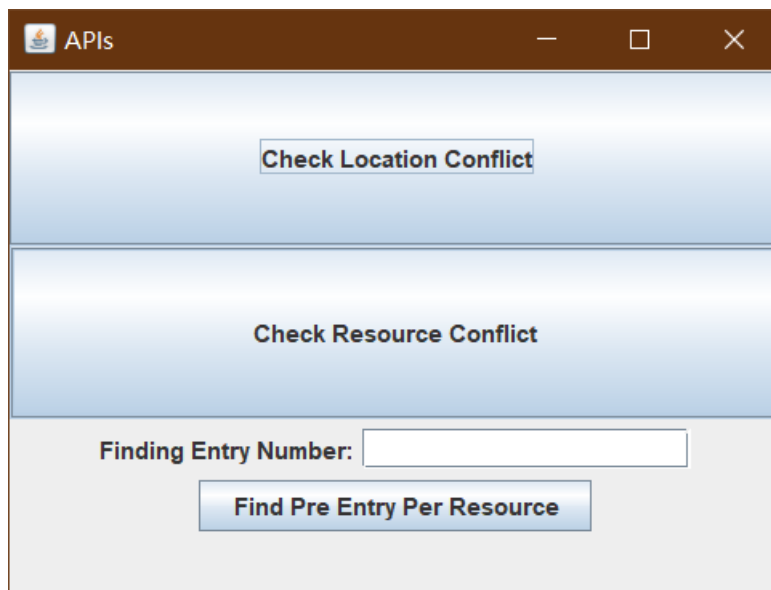 APIs
Check Location Conflict
Check Resource Conflict
Finding Entry Number:
Find Pre Entry Per Resource